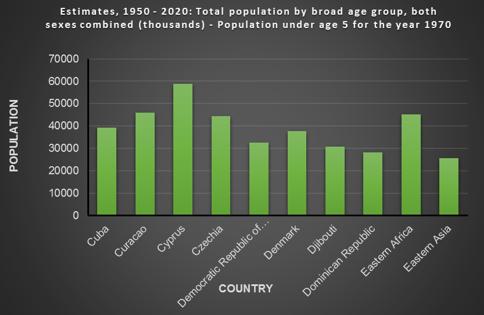 Estimates, 1950 - 2020: Total population by broad age group, both
sexes combined (thousands) - Population under age 5 for the year 1970
POPULATION
70000
60000
50000
40000
30000
20000
10000
0
Cuba
Curacao
Cyprus
Czechia
Democratic Republic of...
Denmark
Djibouti
Dominican Republic
Eastern Africa
Eastern Asia
COUNTRY